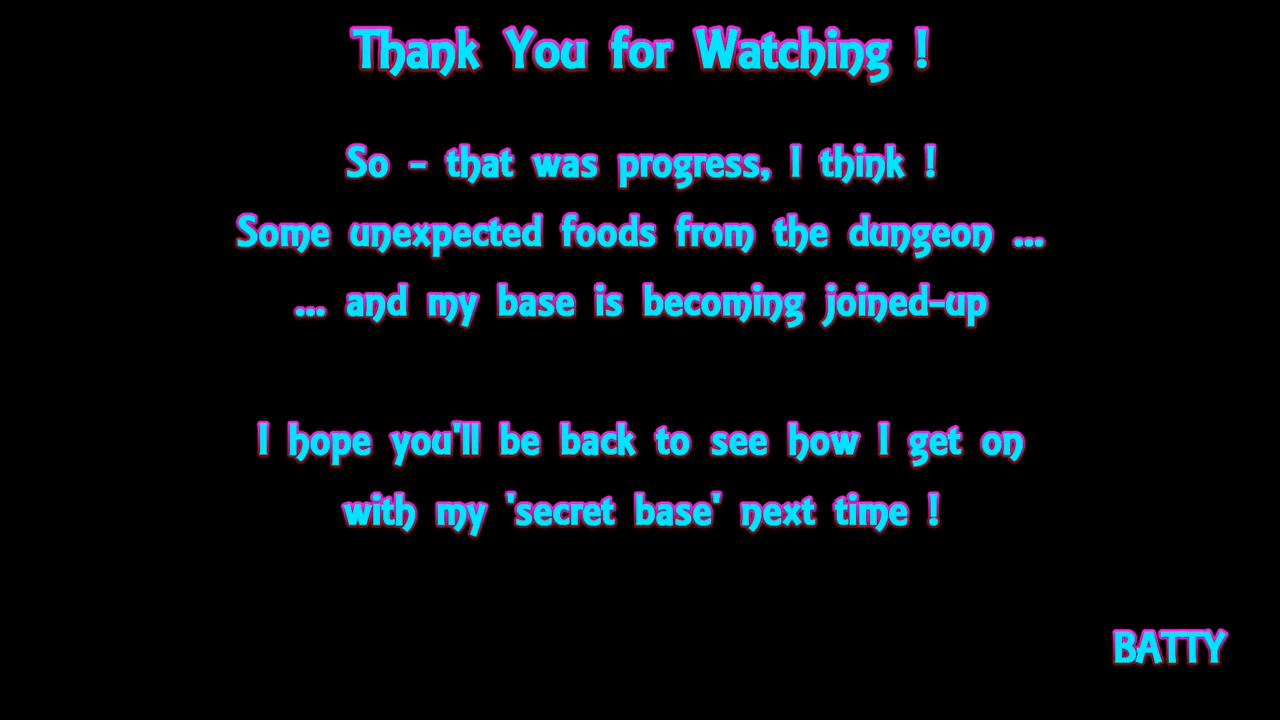 Thank You for Watching !
So - that was progress, I think !
Some unexpected foods from the dungeon ...
... and my base is becoming joined-up
I hope you'll be back to see how I get on
with my 'secret base' next time !
BATTY